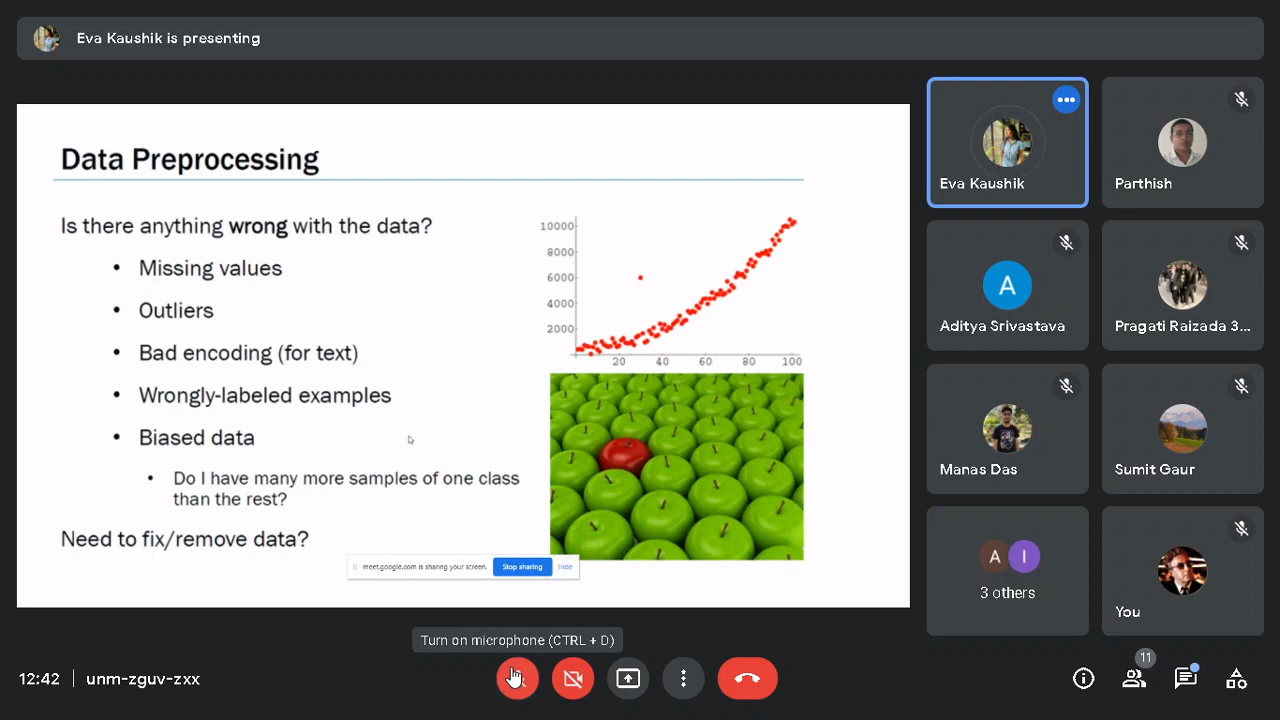 Eva Kaushik is presenting
Data Preprocessing
Is there anything wrong with the data?
• Missing values
• Outliers
• Bad encoding (for text)
• Wrongly-labeled examples
• Biased data
• Do I have many more samples of one class
than the rest?
Need to fix/remove data?
10000
8000
6000
4000
2000
20 40 60 80 100
meet.google.com is sharing your screen. Stop sharing Hide
Eva Kaushik
Parthish
A
Aditya Srivastava
Pragati Raizada 3...
Manas Das
Sumit Gaur
A I
3 others
You
Turn on microphone (CTRL + D)
12:42 | unm-zguv-zxx
11